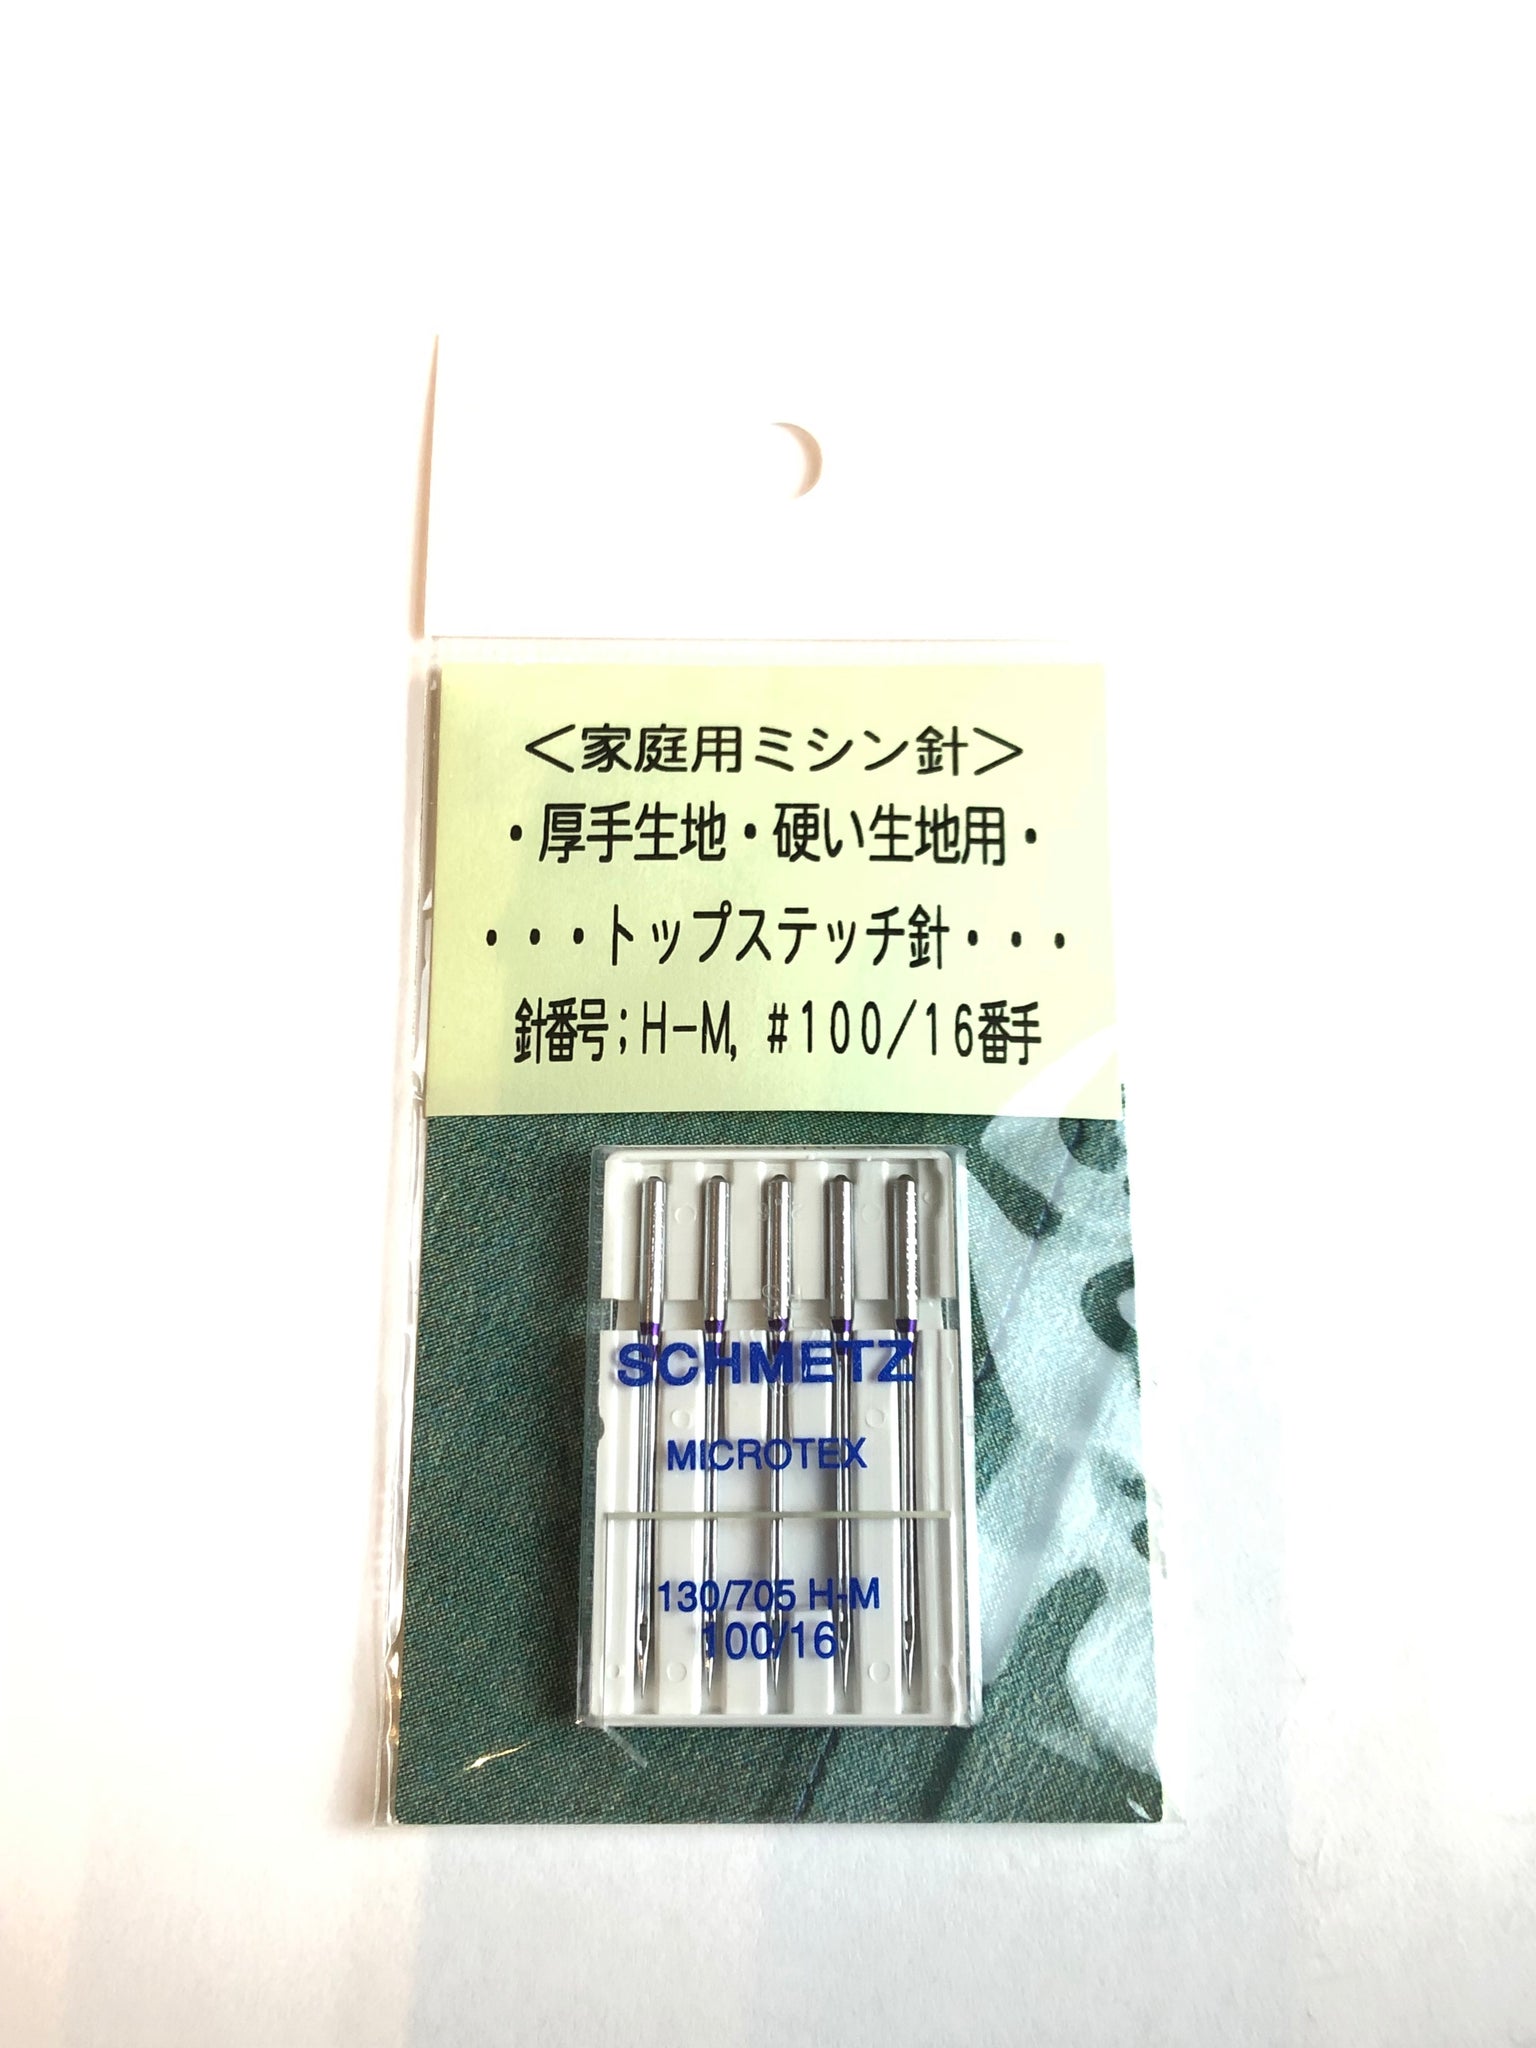 ＜家庭用ミシン針＞
・厚手生地・硬い生地用・
・・・トップステッチ針・・・
針番号；H-M, #100/16番手
SCHMETZ
MICROTEX
130/705 H-M
100/16